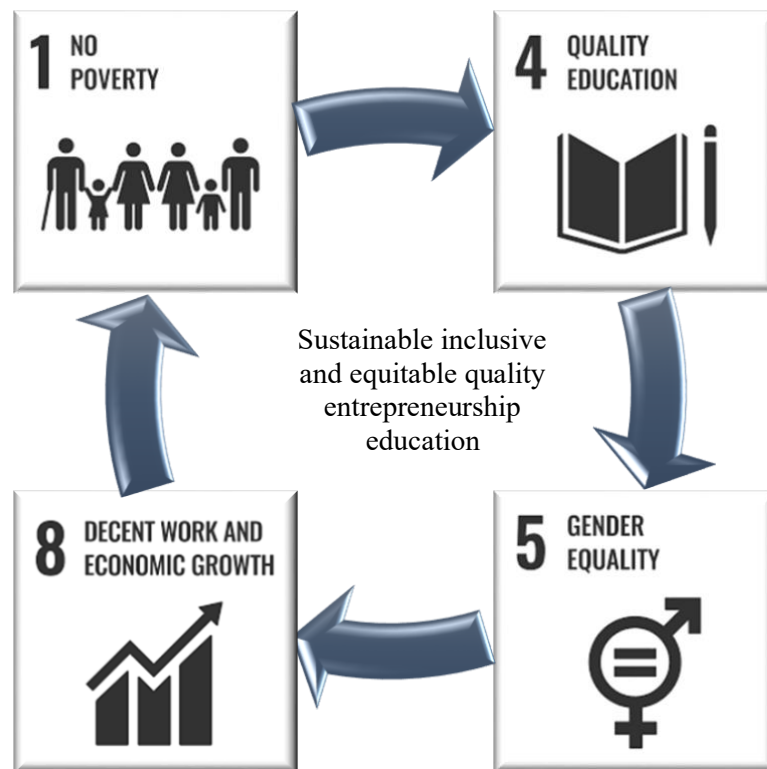 1 NO
POVERTY
4 QUALITY
EDUCATION
Sustainable inclusive
and equitable quality
entrepreneurship
education
8 DECENT WORK AND
ECONOMIC GROWTH
5 GENDER
EQUALITY